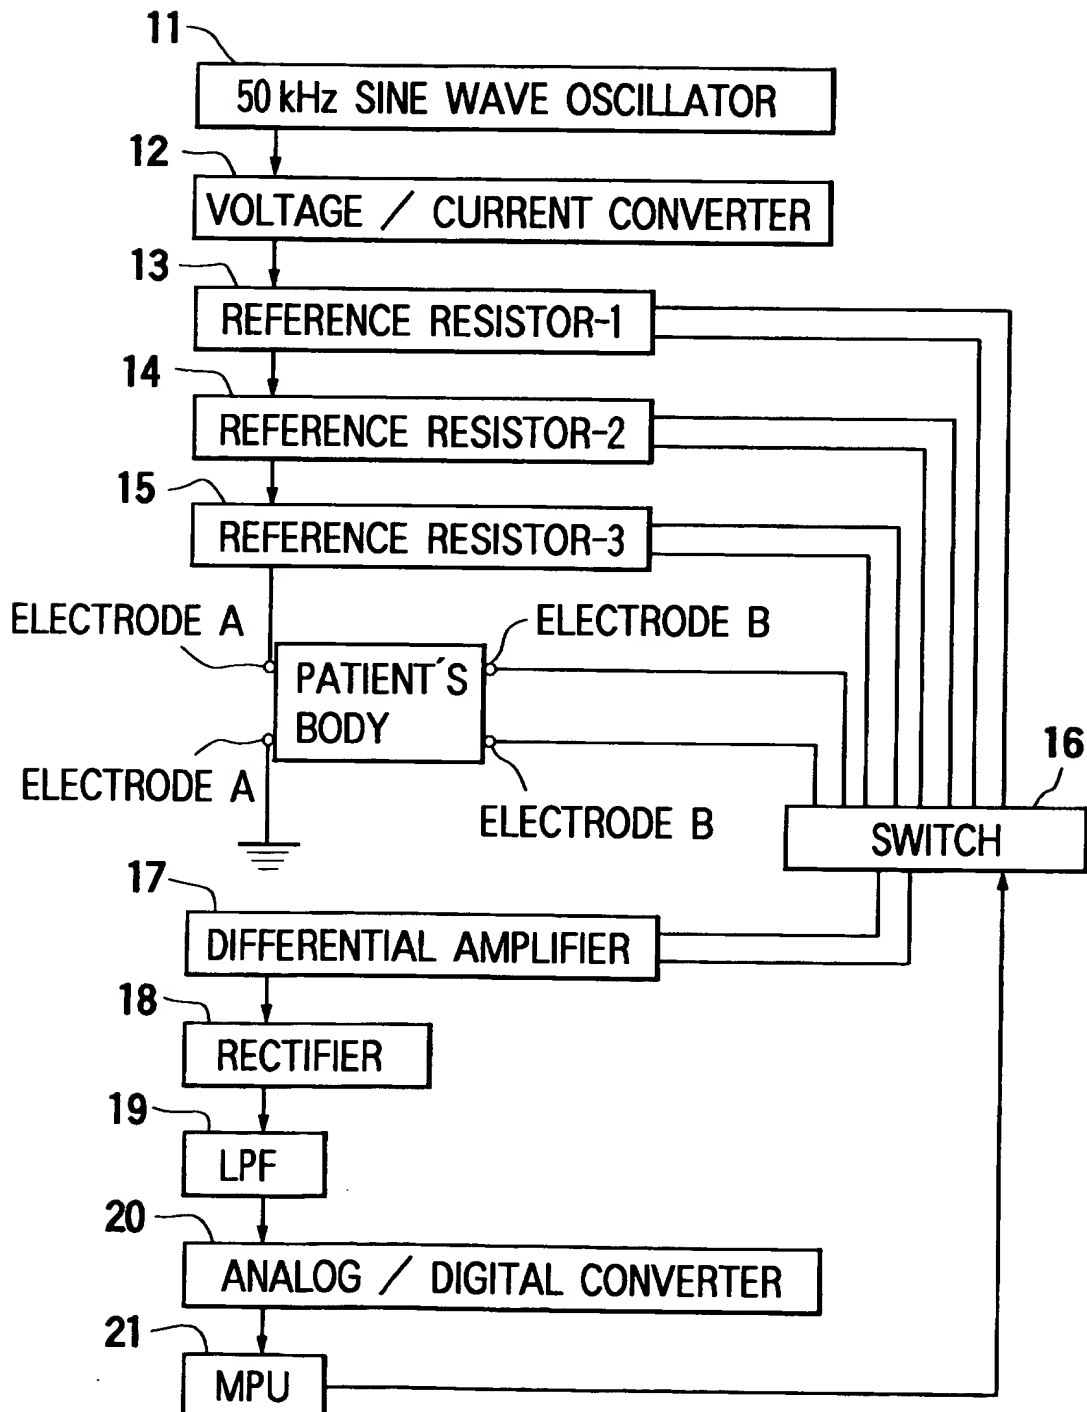 11
50 kHz SINE WAVE OSCILLATOR
12
VOLTAGE / CURRENT CONVERTER
13
REFERENCE RESISTOR-1
14
REFERENCE RESISTOR-2
15
REFERENCE RESISTOR-3
ELECTRODE A
ELECTRODE B
PATIENT'S
BODY
ELECTRODE A
ELECTRODE B
16
SWITCH
17
DIFFERENTIAL AMPLIFIER
18
RECTIFIER
19
LPF
20
ANALOG / DIGITAL CONVERTER
21
MPU